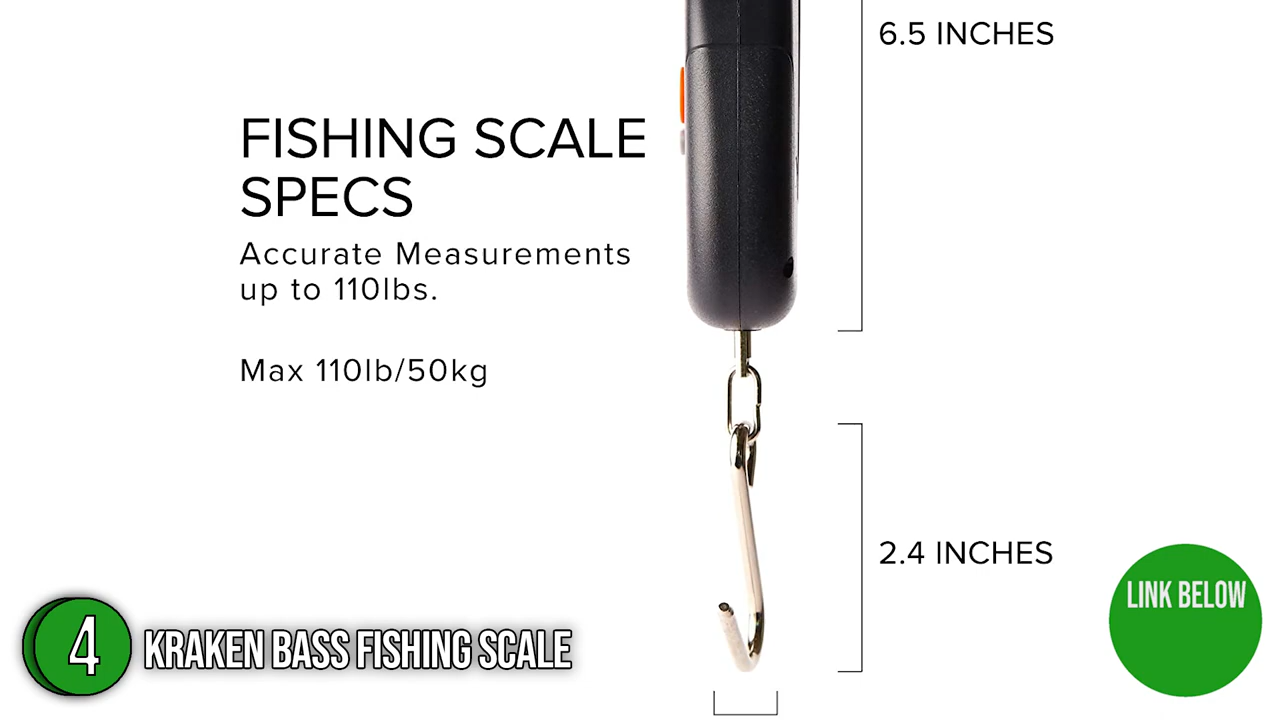 6.5 INCHES
FISHING SCALE
SPECS
Accurate Measurements
up to 110lbs.
Max 110lb/50kg
2.4 INCHES
LINK BELOW
4
KRAKEN BASS FISHING SCALE